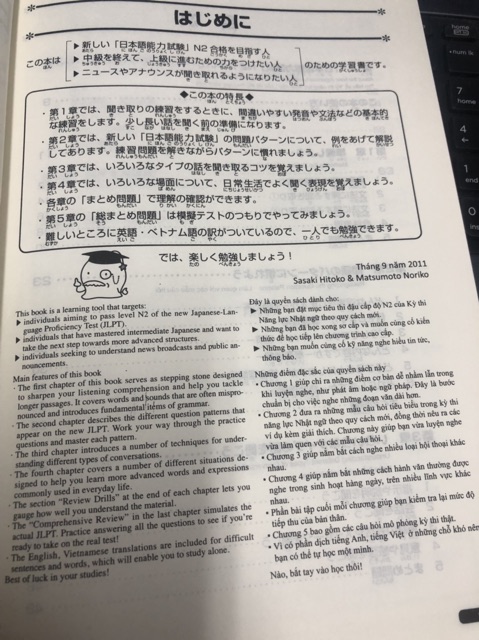 はじめに
この本は
▶新しい「日本語能力試験」N2合格を目指す人
▶中級を終えて、上級に進むための力をつけたい人
▶ニュースやアナウンスが聞き取れるようになりたい人
のための学習書です。
◆この本の特長◆
・第1章では、聞き取りの練習をするときに、間違いやすい発音や文法などの基本的
な練習をします。少し長い話を聞く前の準備になります。
・第2章では、新しい「日本語能力試験」の問題パターンについて、例をあげて解説
してあります。練習問題を解きながらパターンに慣れましょう。
・第3章では、いろいろなタイプの話を聞き取るコツを覚えましょう。
・第4章では、いろいろな場面について、日常生活でよく聞く表現を覚えましょう。
・各章の「まとめ問題」で理解の確認ができます。
・第5章の「総まとめ問題」は模擬テストのつもりでやってみましょう。
・難しいところに英語・ベトナム語の訳がついているので、一人でも勉強できます。
では、楽しく勉強しましょう!
Tháng 9 năm 2011
Sasaki Hitoko & Matsumoto Noriko
This book is a learning tool that targets:
▶ individuals aiming to pass level N2 of the new Japanese-Lan-
guage Proficiency Test (JLPT).
▶ individuals that have mastered intermediate Japanese and want to
take the next step towards more advanced structures.
▶ individuals seeking to understand news broadcasts and public an-
nouncements.
Main features of this book
・The first chapter of this book serves as stepping stone designed
to sharpen your listening comprehension and help you tackle
longer passages. It covers words and sounds that are often mispro-
nounced and introduces fundamental items of grammar.
・The second chapter describes the different question patterns that
appear on the new JLPT. Work your way through the practice
questions and master each pattern.
・The third chapter introduces a number of techniques for under-
standing different types of conversations.
・The fourth chapter covers a number of different situations de-
signed to help you learn more advanced words and expressions
commonly used in everyday life.
・The section "Review Drills" at the end of each chapter lets you
gauge how well you understand the material.
・The "Comprehensive Review" in the last chapter simulates the
actual JLPT. Practice answering all the questions to see if you're
ready to take on the real test!
・The English, Vietnamese translations are included for difficult
sentences and words, which will enable you to study alone.
Best of luck in your studies!
Đây là quyển sách dành cho:
▶ Những bạn đặt mục tiêu thi đậu cấp độ N2 của Kỳ thi
Năng lực Nhật ngữ theo quy cách mới.
▶ Những bạn đã học xong sơ cấp và muốn củng cố kiến
thức để học tiếp lên chương trình cao cấp.
▶ Những bạn muốn củng cố kỹ năng nghe hiểu tin tức,
thông báo.
Những điểm đặc sắc của quyển sách này
• Chương 1 giúp chỉ ra những điểm cơ bản dễ nhầm lẫn trong
khi luyện nghe, như phát âm hoặc ngữ pháp. Đây là bước
chuẩn bị cho việc nghe những đoạn văn dài hơn.
• Chương 2 đưa ra những mẫu câu hỏi tiêu biểu trong kỳ thi
năng lực Nhật ngữ theo quy cách mới, đồng thời nêu ra các
ví dụ kèm giải thích. Chương này giúp bạn vừa luyện nghe
vừa làm quen với các mẫu câu hỏi.
• Chương 3 giúp nắm bắt cách nghe nhiều loại hội thoại khác
nhau.
• Chương 4 giúp nắm bắt những cách hành văn thường được
nghe trong sinh hoạt hàng ngày, trên nhiều lĩnh vực khác
nhau.
• Phần bài tập cuối mỗi chương giúp bạn kiểm tra lại mức độ
tiếp thu của bản thân.
• Chương 5 bao gồm các câu hỏi mô phỏng kỳ thi thật.
• Vì có phần dịch tiếng Anh, tiếng Việt ở những chỗ khó nên
bạn có thể tự học một mình.
Nào, bắt tay vào học thôi!
home
num lk
7
home
4
1
end
0